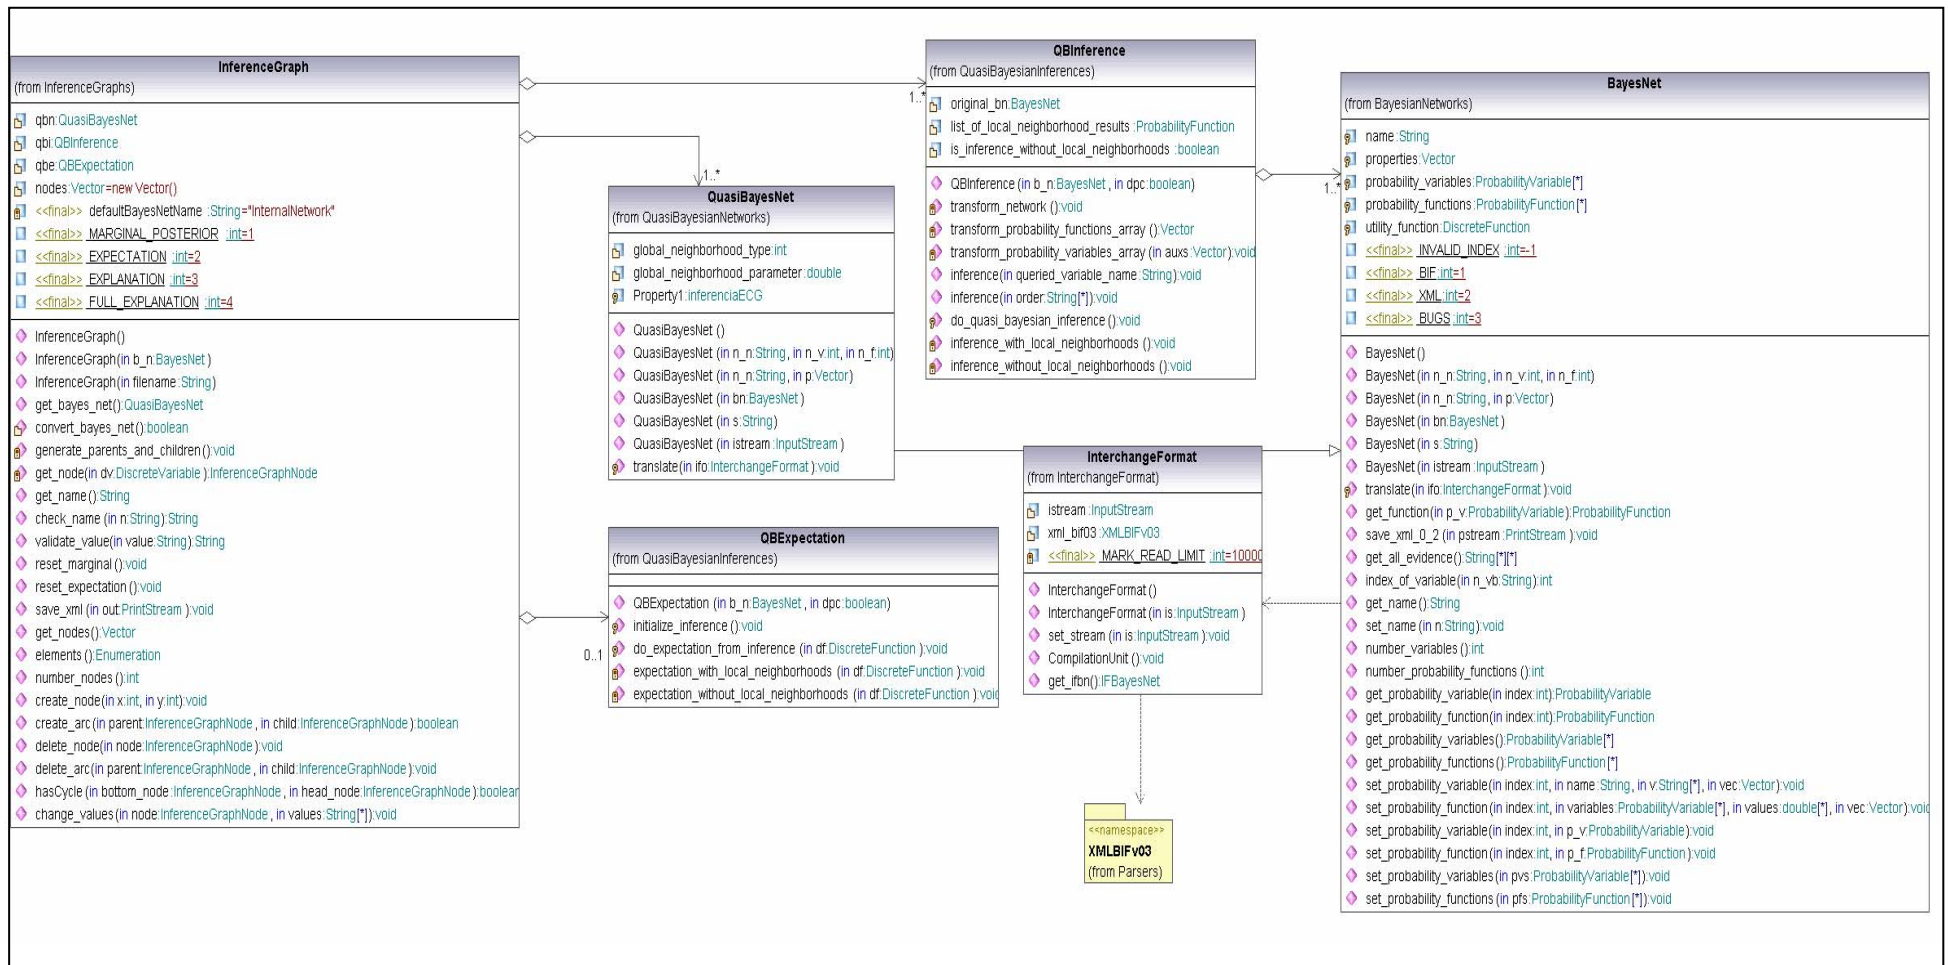 InferenceGraph
(from InferenceGraphs)
qbn:QuasiBayesNet
qbi:QBInference
qbe:QBExpectation
nodes:Vector=new Vector()
<<final>> defaultBayesNetName :String="InternalNetwork"
<<final>> MARGINAL_POSTERIOR :int=1
<<final>> EXPECTATION :int=2
<<final>> EXPLANATION :int=3
<<final>> FULL_EXPLANATION :int=4
InferenceGraph()
InferenceGraph(in b_n:BayesNet)
InferenceGraph(in filename:String)
get_bayes_net():QuasiBayesNet
convert_bayes_net():boolean
generate_parents_and_children():void
get_node(in dv:DiscreteVariable):InferenceGraphNode
get_name():String
check_name (in n:String):String
validate_value(in value:String):String
reset_marginal():void
reset_expectation():void
save_xml (in out:PrintStream ):void
get_nodes():Vector
elements():Enumeration
number_nodes():int
create_node(in x:int, in y:int):void
create_arc(in parent:InferenceGraphNode, in child:InferenceGraphNode):boolean
delete_node(in node:InferenceGraphNode):void
delete_arc(in parent:InferenceGraphNode, in child:InferenceGraphNode):void
hasCycle (in bottom_node:InferenceGraphNode, in head_node:InferenceGraphNode):boolean
change_values (in node:InferenceGraphNode, in values:String[*]):void
1..*
1..*
0..1
QuasiBayesNet
(from QuasiBayesianNetworks)
global_neighborhood_type:int
global_neighborhood_parameter:double
Property1:inferenciaECG
QuasiBayesNet ()
QuasiBayesNet (in n_n:String, in n_v:int, in n_f:int)
QuasiBayesNet (in n_n:String, in p:Vector)
QuasiBayesNet (in bn:BayesNet)
QuasiBayesNet (in s:String)
QuasiBayesNet (in istream:InputStream)
translate(in ifo:InterchangeFormat):void
QBExpectation
(from QuasiBayesianInferences)
QBExpectation (in b_n:BayesNet, in dpc:boolean)
initialize_inference():void
do_expectation_from_inference (in df:DiscreteFunction ):void
expectation_with_local_neighborhoods (in df:DiscreteFunction ):void
expectation_without_local_neighborhoods (in df:DiscreteFunction ):void
QBInference
(from QuasiBayesianInferences)
original_bn:BayesNet
list_of_local_neighborhood_results :ProbabilityFunction
is_inference_without_local_neighborhoods :boolean
QBInference (in b_n:BayesNet, in dpc:boolean)
transform_network ():void
transform_probability_functions_array ():Vector
transform_probability_variables_array (in auxs:Vector):void
inference(in queried_variable_name:String):void
inference(in order:String[*]):void
do_quasi_bayesian_inference():void
inference_with_local_neighborhoods ():void
inference_without_local_neighborhoods ():void
1..*
InterchangeFormat
(from InterchangeFormat)
istream:InputStream
xml_bif03:XMLBIFv03
<<final>> MARK_READ_LIMIT :int=10000
InterchangeFormat()
InterchangeFormat(in is:InputStream)
set_stream (in is:InputStream):void
CompilationUnit():void
get_ifbn():IFBayesNet
<<namespace>>
XMLBIFv03
(from Parsers)
BayesNet
(from BayesianNetworks)
name:String
properties:Vector
probability_variables:ProbabilityVariable[*]
probability_functions:ProbabilityFunction[*]
utility_function:DiscreteFunction
<<final>> INVALID_INDEX :int=-1
<<final>> BIF:int=1
<<final>> XML:int=2
<<final>> BUGS:int=3
BayesNet()
BayesNet(in n_n:String, in n_v:int, in n_f:int)
BayesNet(in n_n:String, in p:Vector)
BayesNet(in bn:BayesNet)
BayesNet(in s:String)
BayesNet(in istream:InputStream)
translate(in ifo:InterchangeFormat):void
get_function(in p_v:ProbabilityVariable):ProbabilityFunction
save_xml_0_2 (in pstream:PrintStream):void
get_all_evidence():String[*][*]
index_of_variable(in n_vb:String):int
get_name():String
set_name(in n:String):void
number_variables():int
number_probability_functions():int
get_probability_variable(in index:int):ProbabilityVariable
get_probability_function(in index:int):ProbabilityFunction
get_probability_variables():ProbabilityVariable[*]
get_probability_functions():ProbabilityFunction[*]
set_probability_variable(in index:int, in name:String, in v:String[*], in vec:Vector):void
set_probability_function(in index:int, in variables:ProbabilityVariable[*], in values:double[*], in vec:Vector):void
set_probability_variable(in index:int, in p_v:ProbabilityVariable):void
set_probability_function(in index:int, in p_f:ProbabilityFunction):void
set_probability_variables(in pvs:ProbabilityVariable[*]):void
set_probability_functions (in pfs:ProbabilityFunction[*]):void